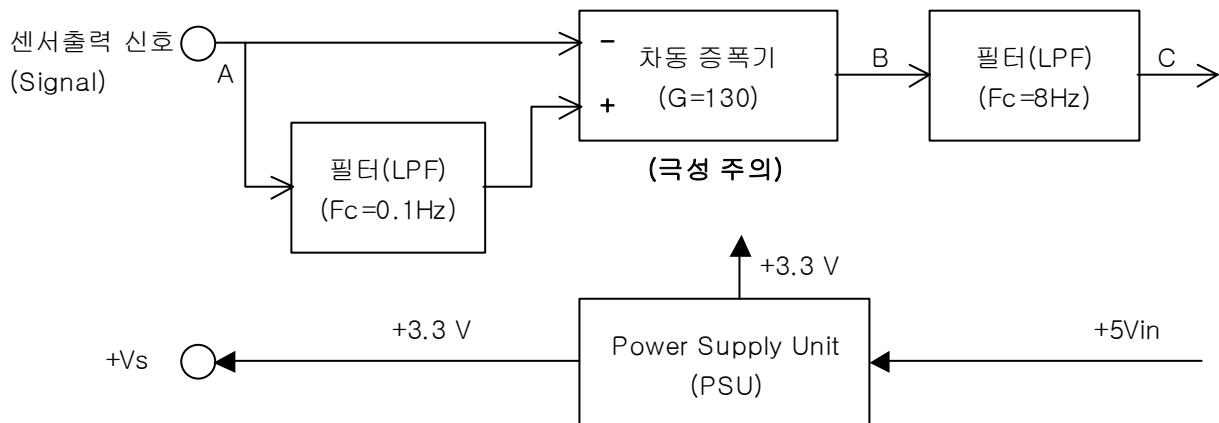 센서출력 신호
(Signal)
A
−
+
차동 증폭기
(G=130)
(극성 주의)
B
필터(LPF)
(Fc=8Hz)
C
필터(LPF)
(Fc=0.1Hz)
+3.3 V
+Vs
+3.3 V
Power Supply Unit
(PSU)
+5Vin